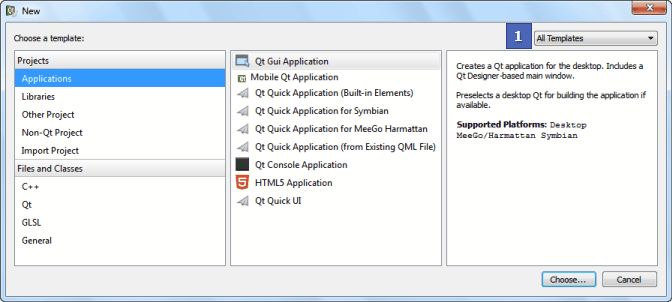 New
Choose a template:
1
All Templates
Projects
Applications
Libraries
Other Project
Non-Qt Project
Import Project
Files and Classes
C++
Qt
GLSL
General
Qt Gui Application
Mobile Qt Application
Qt Quick Application (Built-in Elements)
Qt Quick Application for Symbian
Qt Quick Application for MeeGo Harmattan
Qt Quick Application (from Existing QML File)
Qt Console Application
HTML5 Application
Qt Quick UI
Creates a Qt application for the desktop. Includes a
Qt Designer-based main window.
Preselects a desktop Qt for building the application if
available.
Supported Platforms: Desktop
MeeGo/Harmattan Symbian
Choose...
Cancel